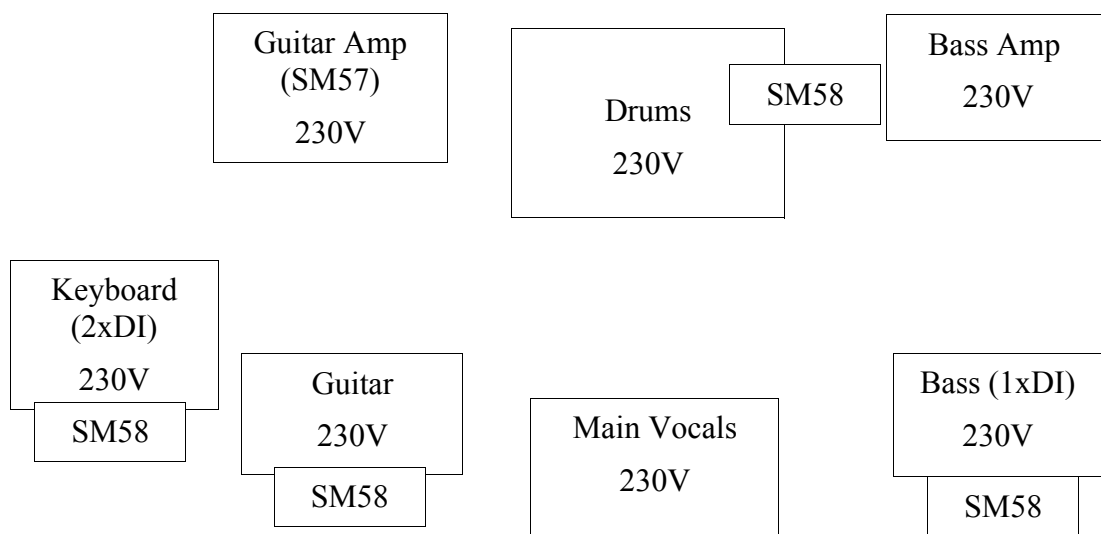 Guitar Amp
(SM57)
230V
Drums
230V
SM58
Bass Amp
230V
Keyboard
(2xDI)
230V
SM58
Guitar
230V
SM58
Main Vocals
230V
Bass (1xDI)
230V
SM58